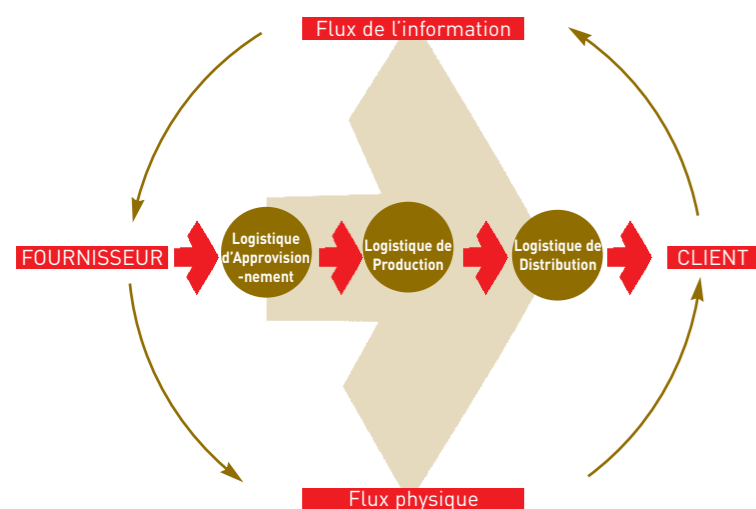 Flux de l'information
FOURNISSEUR
Logistique
d'Approvision
-nement
Logistique de
Production
Logistique de
Distribution
CLIENT
Flux physique